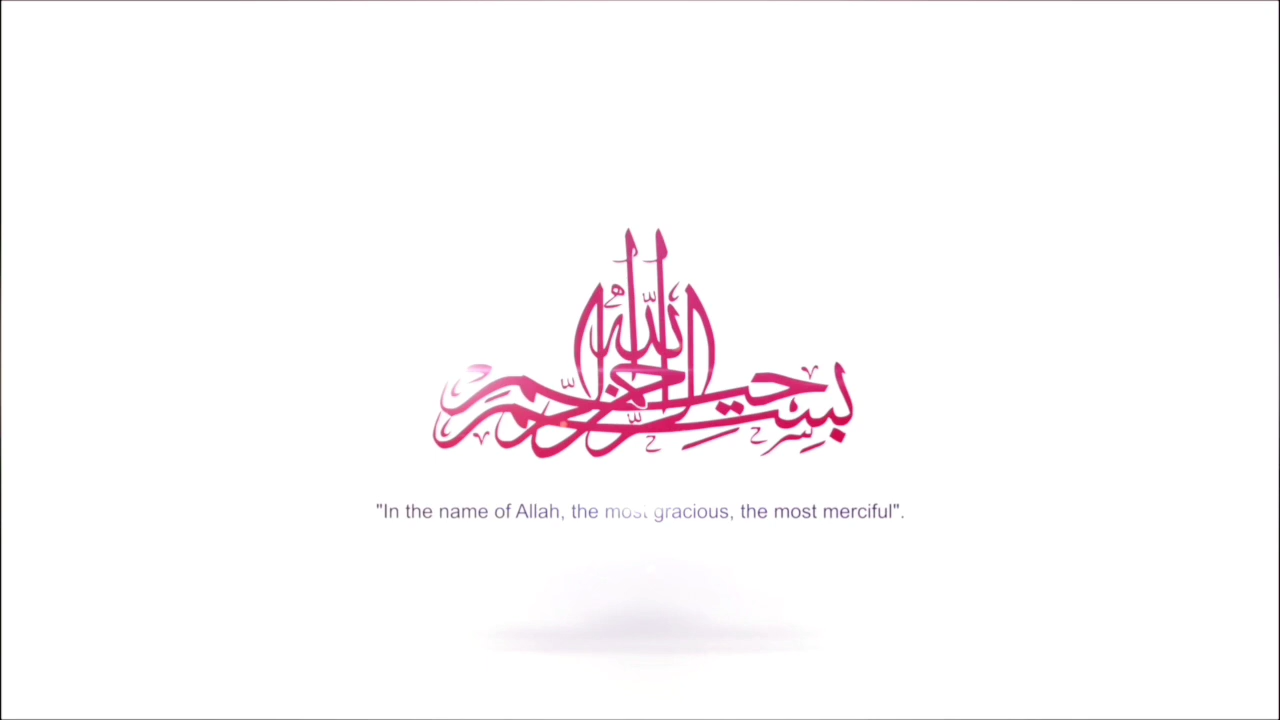 بسم الله الرحمن الرحيم
"In the name of Allah, the most gracious, the most merciful".